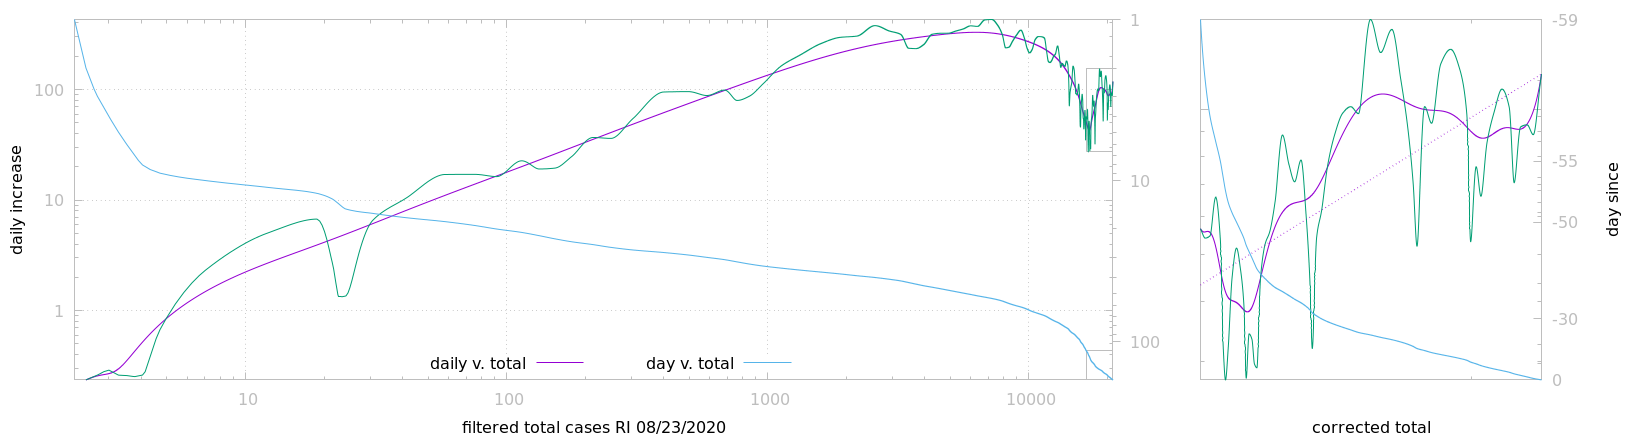 daily increase
100
10
1
10
100
1000
10000
1
10
100
daily v. total
day v. total
filtered total cases RI 08/23/2020
-59
-55
-50
-30
0
day since
corrected total